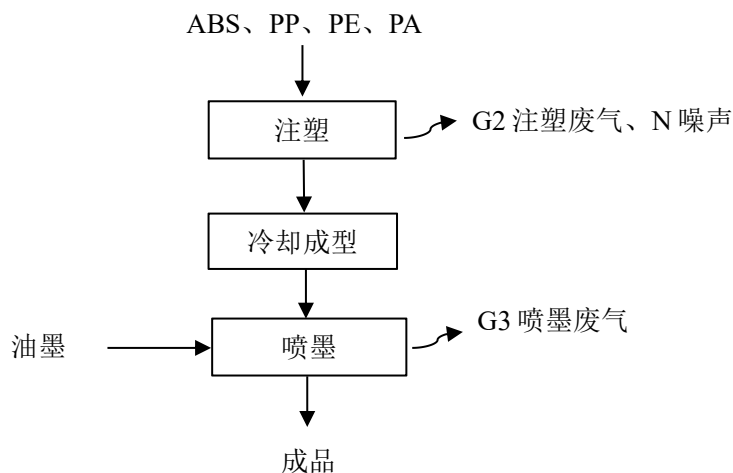 ABS、PP、PE、PA
注塑
G2 注塑废气、N 噪声
冷却成型
油墨
喷墨
G3 喷墨废气
成品